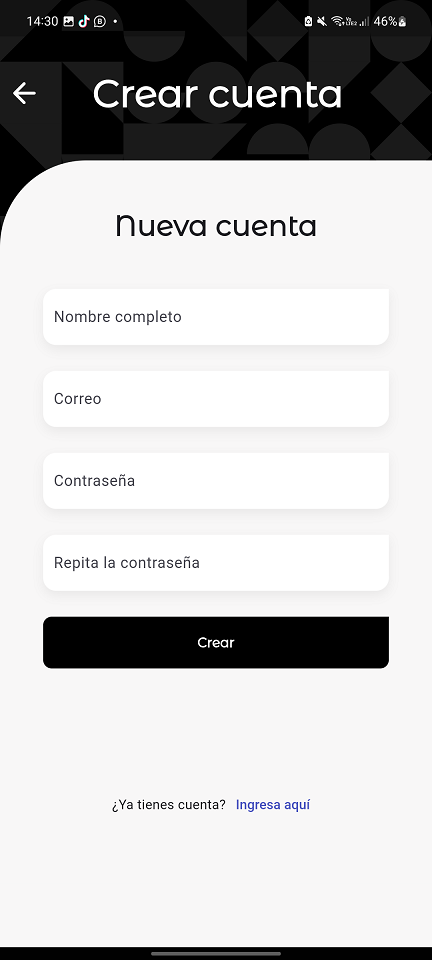 14:30
46%
Crear cuenta
Nueva cuenta
Nombre completo
Correo
Contraseña
Repita la contraseña
Crear
¿Ya tienes cuenta? Ingresa aquí